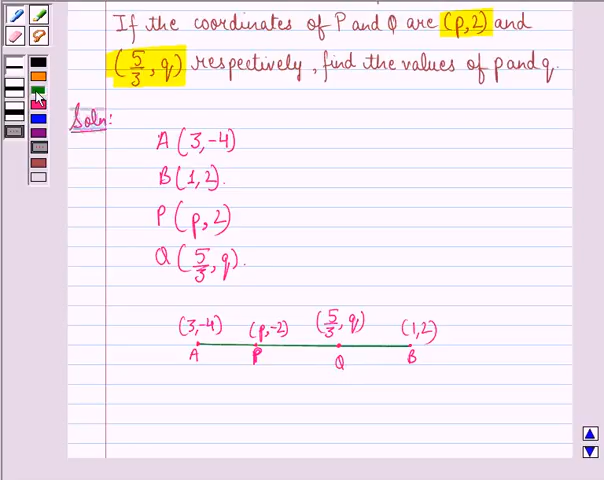 If the coordinates of P and Q are (p,2) and
(5/3, q) respectively, find the values of p and q.
Soln:
A (3,-4)
B (1,2).
P (p,2)
Q (5/3, q).
(3,-4) (p,-2) (5/3, q) (1,2)
A P Q B